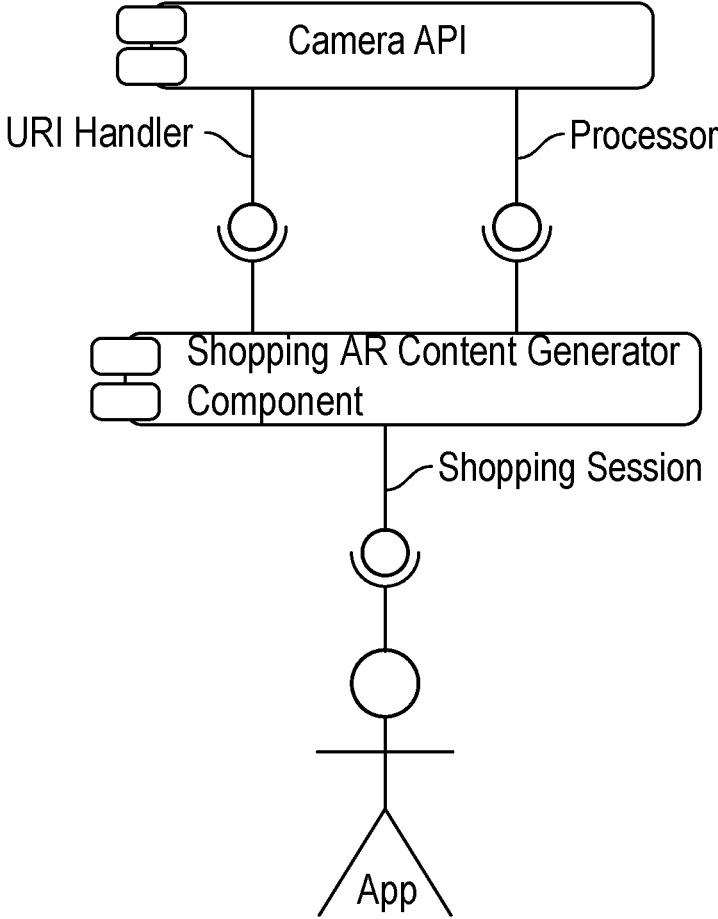 Camera API
URI Handler
Processor
Shopping AR Content Generator
Component
Shopping Session
App